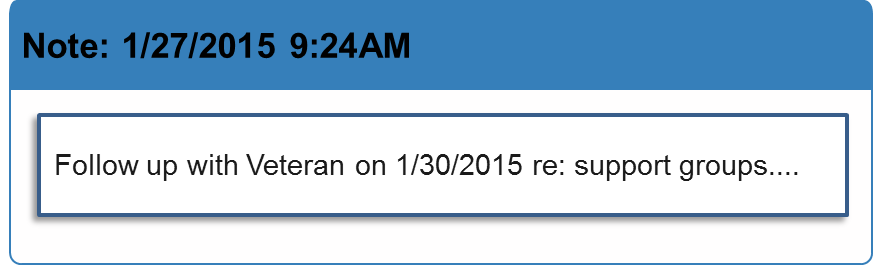 Note: 1/27/2015 9:24AM
Follow up with Veteran on 1/30/2015 re: support groups....